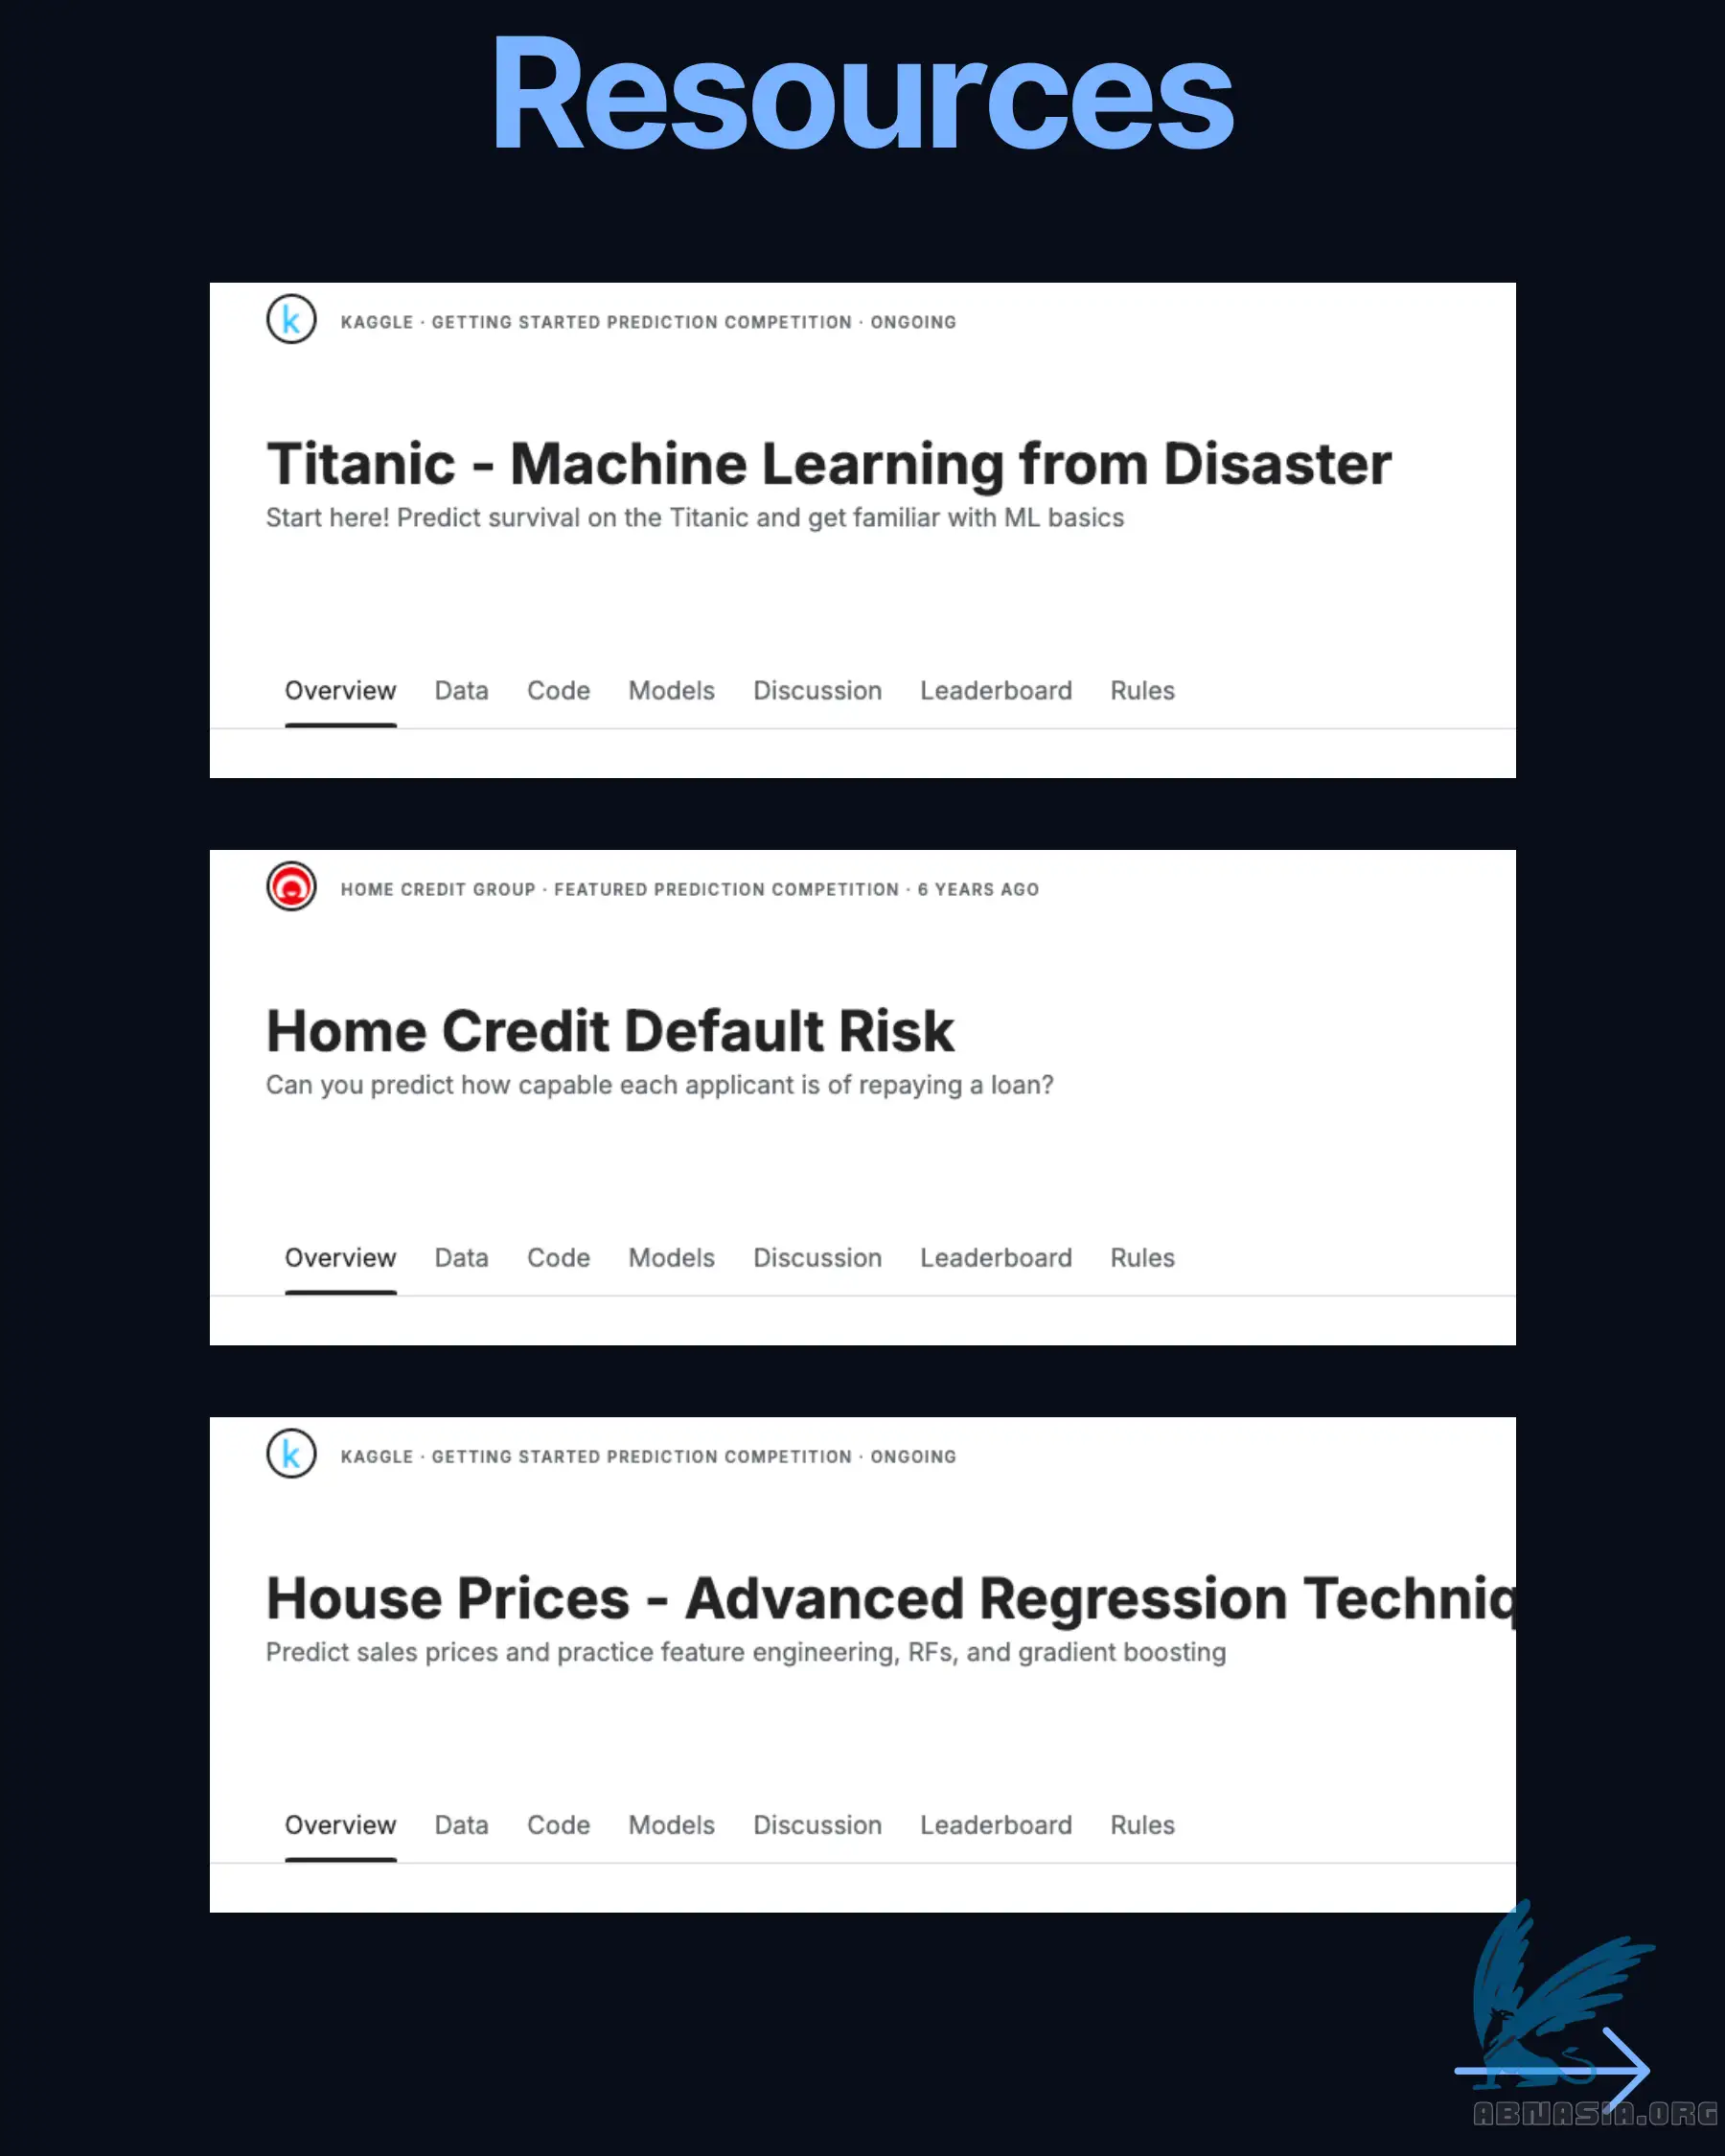 Resources
k KAGGLE · GETTING STARTED PREDICTION COMPETITION · ONGOING
Titanic - Machine Learning from Disaster
Start here! Predict survival on the Titanic and get familiar with ML basics
Overview Data Code Models Discussion Leaderboard Rules
HOME CREDIT GROUP · FEATURED PREDICTION COMPETITION · 6 YEARS AGO
Home Credit Default Risk
Can you predict how capable each applicant is of repaying a loan?
Overview Data Code Models Discussion Leaderboard Rules
k KAGGLE · GETTING STARTED PREDICTION COMPETITION · ONGOING
House Prices - Advanced Regression Techniq
Predict sales prices and practice feature engineering, RFs, and gradient boosting
Overview Data Code Models Discussion Leaderboard Rules
ABNASIA.ORG